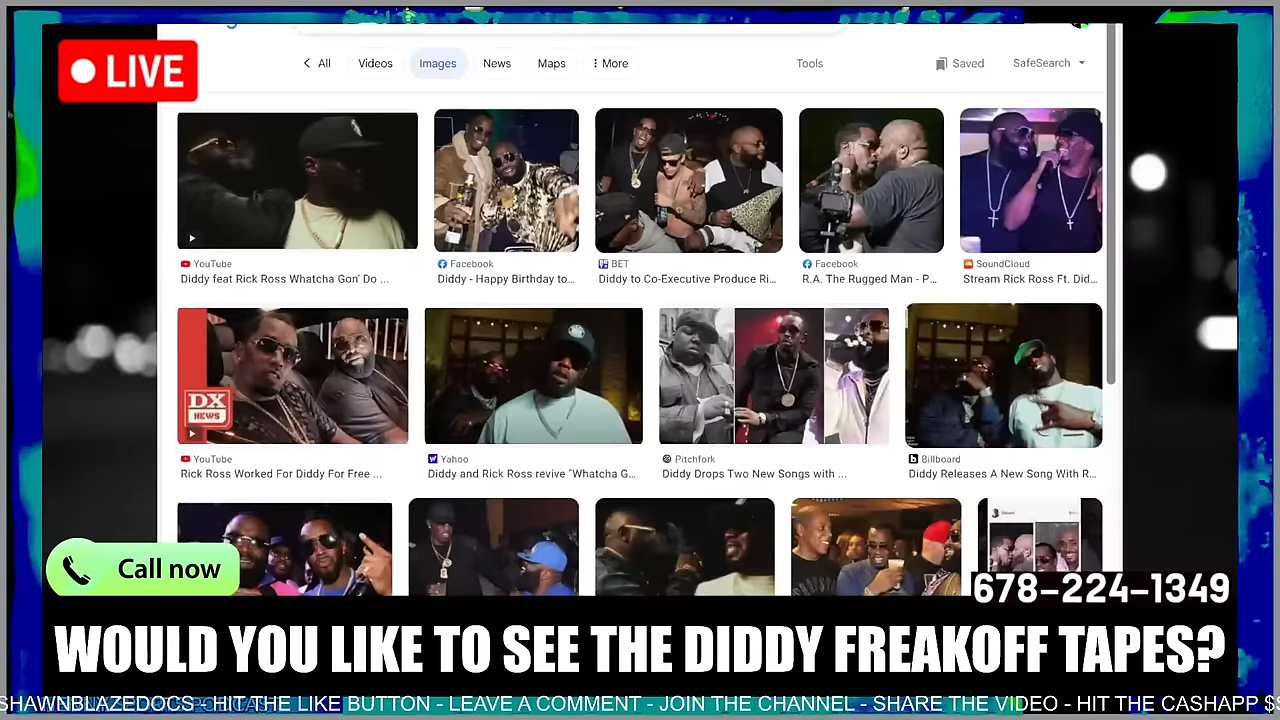 LIVE
All Videos Images News Maps More Tools Saved SafeSearch
YouTube
Diddy feat Rick Ross Whatcha Gon' Do ...
Facebook
Diddy - Happy Birthday to...
BET
Diddy to Co-Executive Produce Ri...
Facebook
R.A. The Rugged Man - P...
SoundCloud
Stream Rick Ross Ft. Did...
DX
NEWS
YouTube
Rick Ross Worked For Diddy For Free ...
Yahoo
Diddy and Rick Ross revive "Whatcha G...
Pitchfork
Diddy Drops Two New Songs with ...
Billboard
Diddy Releases A New Song With R...
Call now
678-224-1349
WOULD YOU LIKE TO SEE THE DIDDY FREAKOFF TAPES?
SHAWNBLAZEDOCS - HIT THE LIKE BUTTON - LEAVE A COMMENT - JOIN THE CHANNEL - SHARE THE VIDEO - HIT THE CASHAPP $